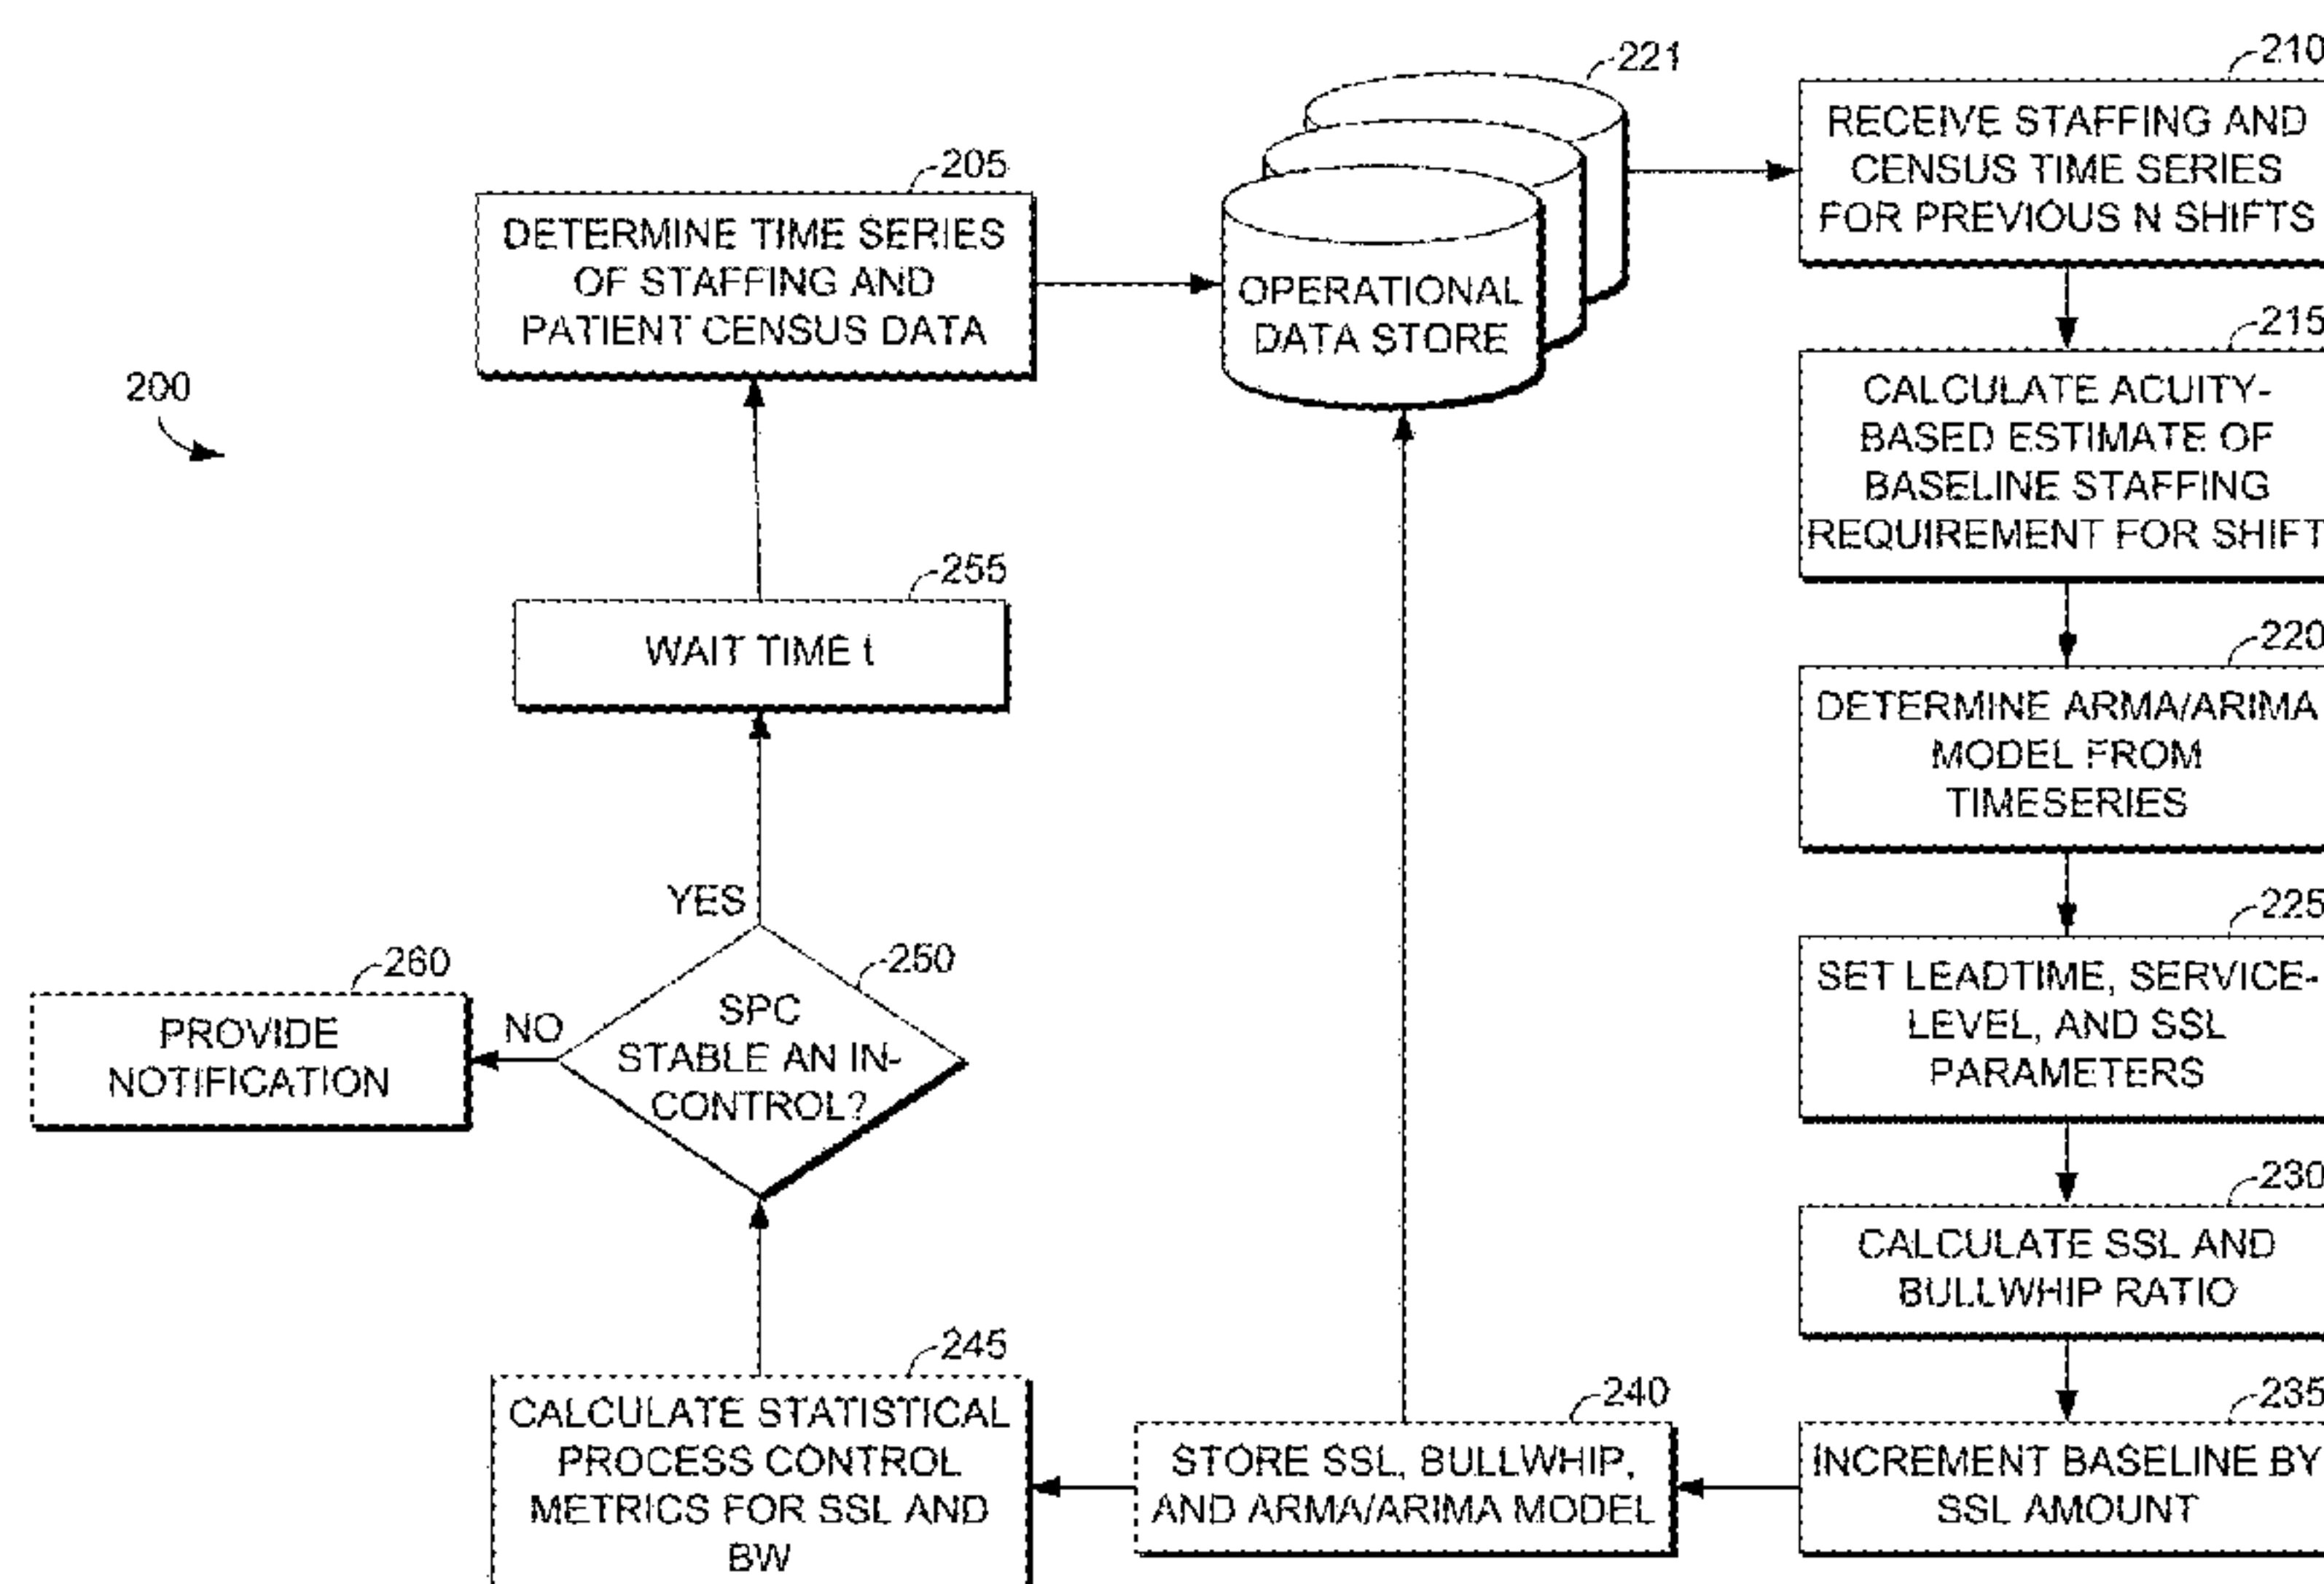 200
205
DETERMINE TIME SERIES
OF STAFFING AND
PATIENT CENSUS DATA
221
OPERATIONAL
DATA STORE
210
RECEIVE STAFFING AND
CENSUS TIME SERIES
FOR PREVIOUS N SHIFTS
215
CALCULATE ACUITY-
BASED ESTIMATE OF
BASELINE STAFFING
REQUIREMENT FOR SHIFT
220
DETERMINE ARMA/ARIMA
MODEL FROM
TIMESERIES
225
SET LEADTIME, SERVICE-
LEVEL, AND SSL
PARAMETERS
230
CALCULATE SSL AND
BULLWHIP RATIO
235
INCREMENT BASELINE BY
SSL AMOUNT
240
STORE SSL, BULLWHIP,
AND ARMA/ARIMA MODEL
245
CALCULATE STATISTICAL
PROCESS CONTROL
METRICS FOR SSL AND
BW
250
SPC
STABLE AN IN-
CONTROL?
YES
NO
255
WAIT TIME t
260
PROVIDE
NOTIFICATION